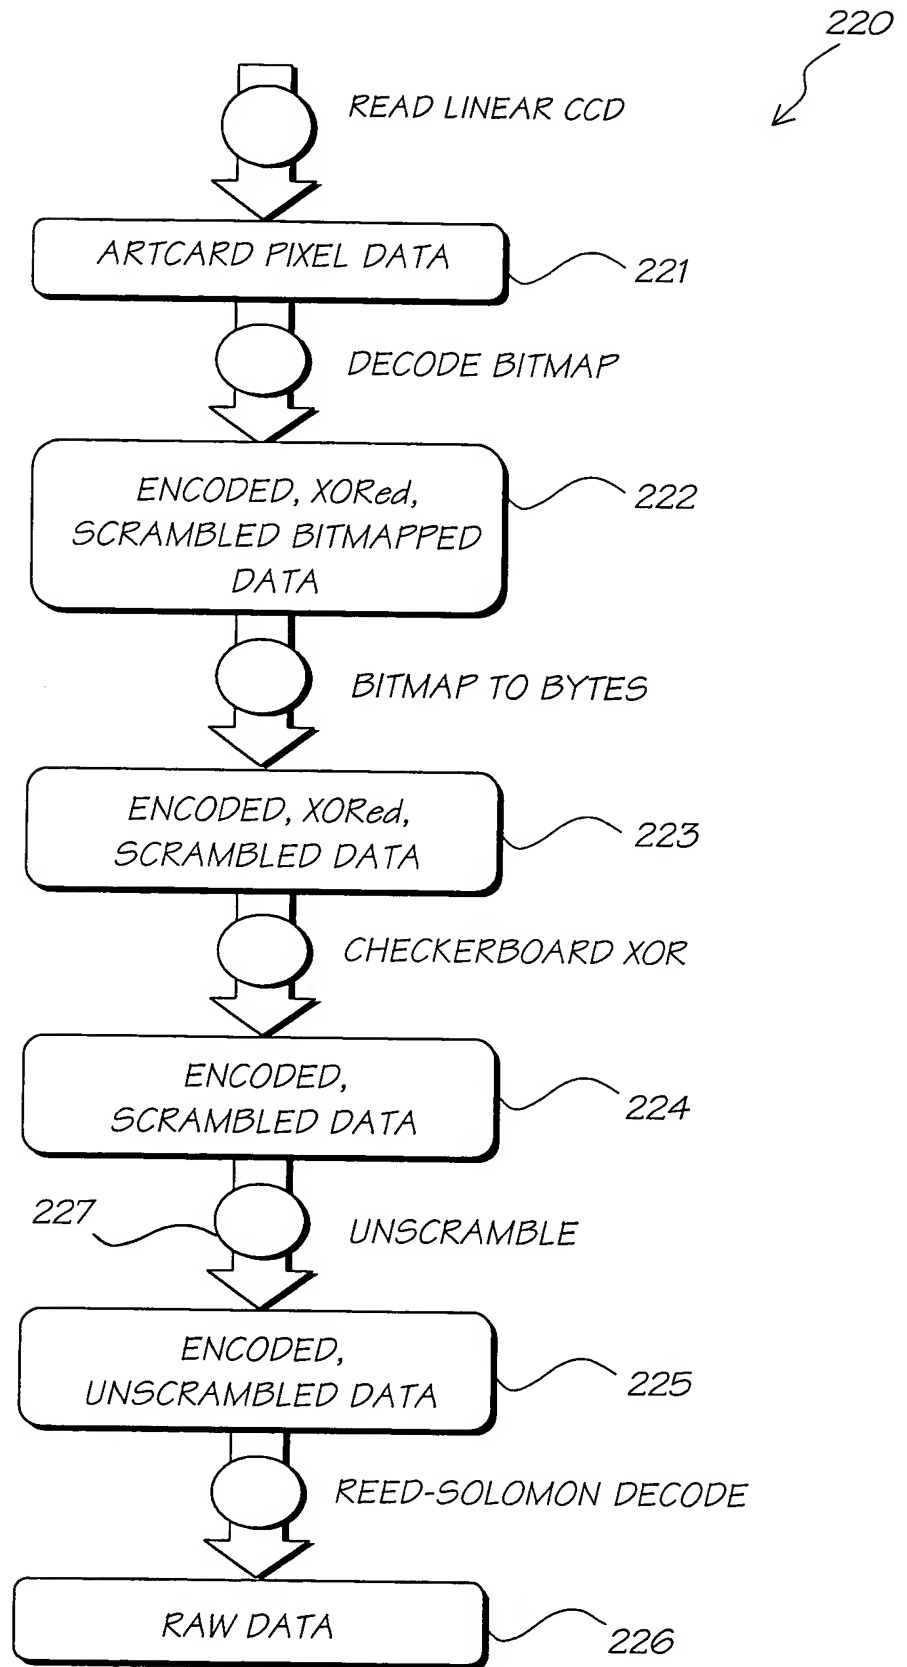 220
READ LINEAR CCD
ARTCARD PIXEL DATA
221
DECODE BITMAP
ENCODED, XORed,
SCRAMBLED BITMAPPED
DATA
222
BITMAP TO BYTES
ENCODED, XORed,
SCRAMBLED DATA
223
CHECKERBOARD XOR
ENCODED,
SCRAMBLED DATA
224
227
UNSCRAMBLE
ENCODED,
UNSCRAMBLED DATA
225
REED-SOLOMON DECODE
RAW DATA
226